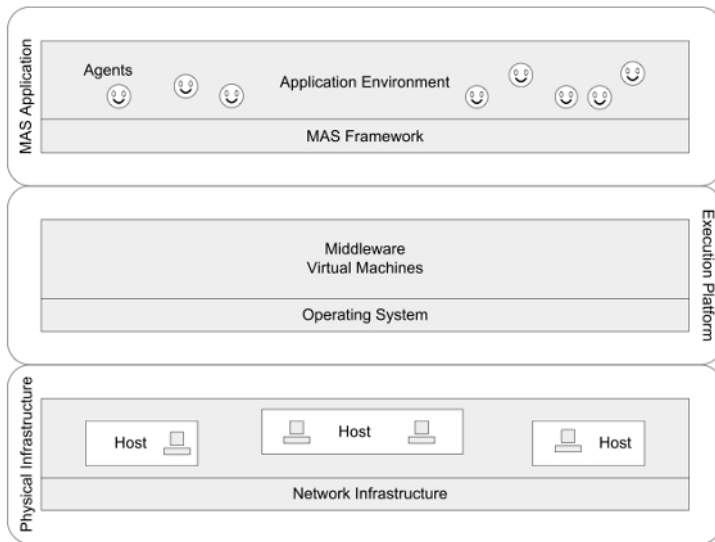 MAS Application
Agents
Application Environment
MAS Framework
Execution Platform
Middleware
Virtual Machines
Operating System
Physical Infrastructure
Host
Host
Host
Network Infrastructure